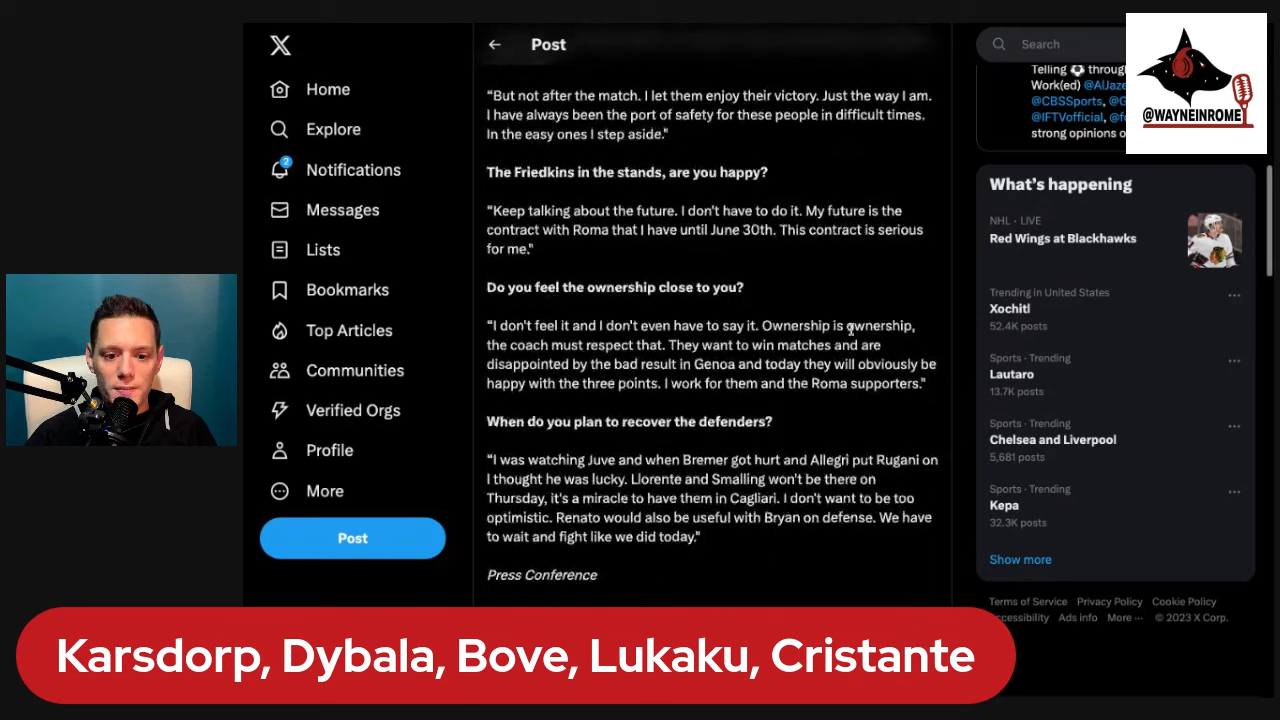 Home
Explore
2
Notifications
Messages
Lists
Bookmarks
Top Articles
Communities
Verified Orgs
Profile
More
Post
Post
"But not after the match. I let them enjoy their victory. Just the way I am.
I have always been the port of safety for these people in difficult times.
In the easy ones I step aside."
The Friedkins in the stands, are you happy?
"Keep talking about the future. I don't have to do it. My future is the
contract with Roma that I have until June 30th. This contract is serious
for me."
Do you feel the ownership close to you?
"I don't feel it and I don't even have to say it. Ownership is ownership,
the coach must respect that. They want to win matches and are
disappointed by the bad result in Genoa and today they will obviously be
happy with the three points. I work for them and the Roma supporters."
When do you plan to recover the defenders?
"I was watching Juve and when Bremer got hurt and Allegri put Rugani on
I thought he was lucky. Llorente and Smalling won't be there on
Thursday, it's a miracle to have them in Cagliari. I don't want to be too
optimistic. Renato would also be useful with Bryan on defense. We have
to wait and fight like we did today."
Press Conference
Search
Telling ⚽ throug
Work(ed) @AlJaze
@CBSSports, @G
@IFTVofficial, @fo
strong opinions o
@WAYNEINROME
What's happening
NHL · LIVE
Red Wings at Blackhawks
Trending in United States
Xochitl
52.4K posts
Sports · Trending
Lautaro
13.7K posts
Sports · Trending
Chelsea and Liverpool
5,681 posts
Sports · Trending
Kepa
32.3K posts
Show more
Terms of Service Privacy Policy Cookie Policy
ccessibility Ads info More ··· © 2023 X Corp.
Karsdorp, Dybala, Bove, Lukaku, Cristante